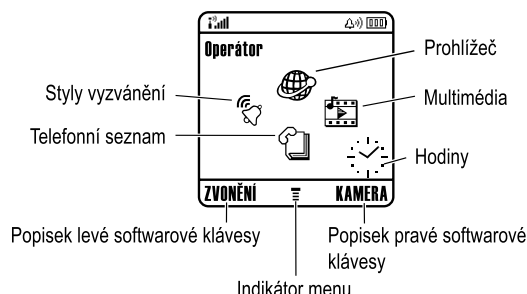 Operátor
Prohlížeč
Styly vyzvánění
Multimédia
Telefonní seznam
Hodiny
ZVONĚNÍ KAMERA
Popisek levé softwarové klávesy
Popisek pravé softwarové
klávesy
Indikátor menu